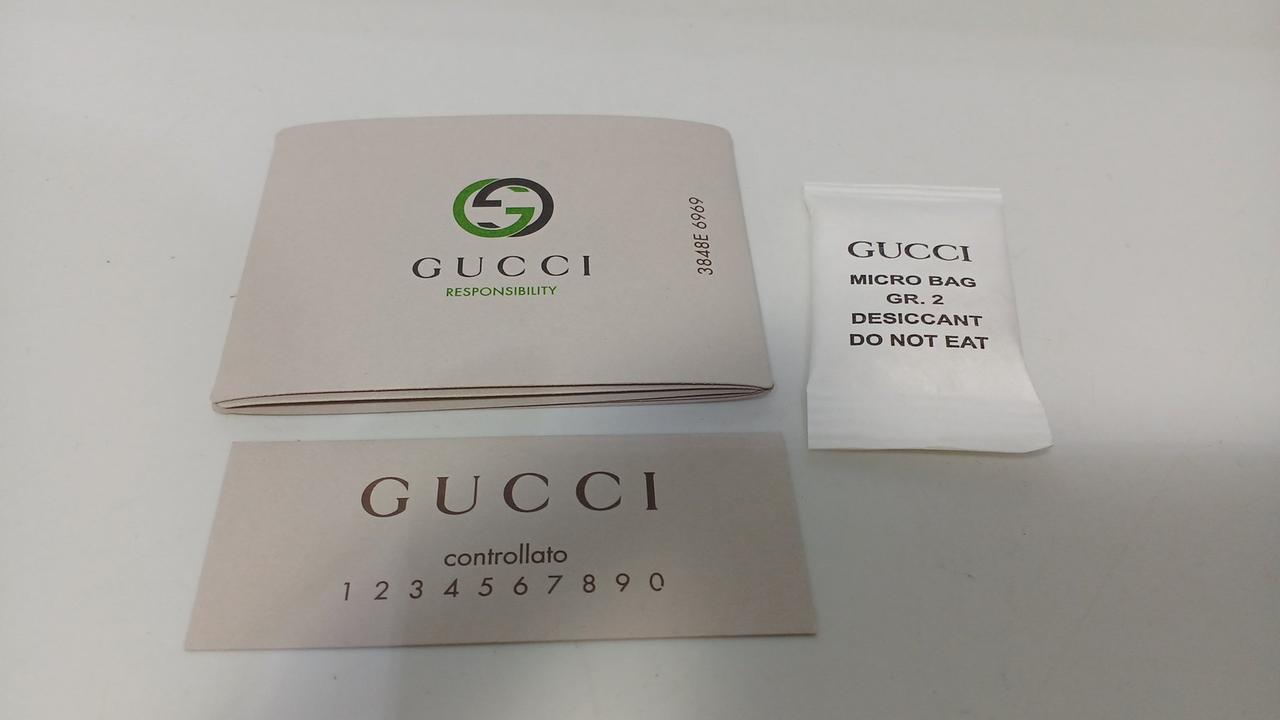 GUCCI
RESPONSIBILITY
3848E 6969
GUCCI
MICRO BAG
GR. 2
DESICCANT
DO NOT EAT
GUCCI
controllato
1 2 3 4 5 6 7 8 9 0